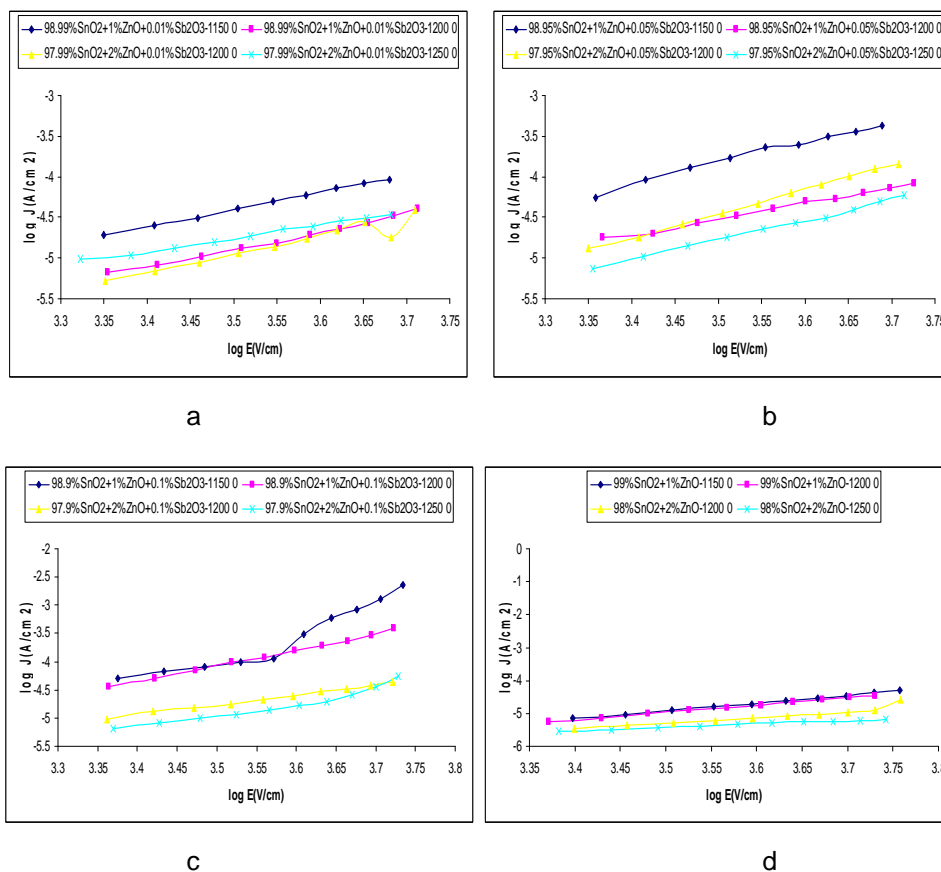 98.99%SnO2+1%ZnO+0.01%Sb2O3-1150 0 98.99%SnO2+1%ZnO+0.01%Sb2O3-1200 0
97.99%SnO2+2%ZnO+0.01%Sb2O3-1200 0 97.99%SnO2+2%ZnO+0.01%Sb2O3-1250 0
-3
-3.5
-4
-4.5
-5
-5.5
log J(A/cm2)
3.3 3.35 3.4 3.45 3.5 3.55 3.6 3.65 3.7 3.75
log E(V/cm)
a
98.95%SnO2+1%ZnO+0.05%Sb2O3-1150 0 98.95%SnO2+1%ZnO+0.05%Sb2O3-1200 0
97.95%SnO2+2%ZnO+0.05%Sb2O3-1200 0 97.95%SnO2+2%ZnO+0.05%Sb2O3-1250 0
-3
-3.5
-4
-4.5
-5
-5.5
log J(A/cm2)
3.3 3.35 3.4 3.45 3.5 3.55 3.6 3.65 3.7 3.75
log E(V/cm)
b
98.9%SnO2+1%ZnO+0.1%Sb2O3-1150 0 98.9%SnO2+1%ZnO+0.1%Sb2O3-1200 0
97.9%SnO2+2%ZnO+0.1%Sb2O3-1200 0 97.9%SnO2+2%ZnO+0.1%Sb2O3-1250 0
-2
-2.5
-3
-3.5
-4
-4.5
-5
-5.5
log J(A/cm2)
3.3 3.35 3.4 3.45 3.5 3.55 3.6 3.65 3.7 3.75 3.8
log E(V/cm)
c
99%SnO2+1%ZnO-1150 0 99%SnO2+1%ZnO-1200 0
98%SnO2+2%ZnO-1200 0 98%SnO2+2%ZnO-1250 0
0
-1
-2
-3
-4
-5
-6
log J(A/cm2)
3.35 3.4 3.45 3.5 3.55 3.6 3.65 3.7 3.75 3.8
log E(V/cm)
d